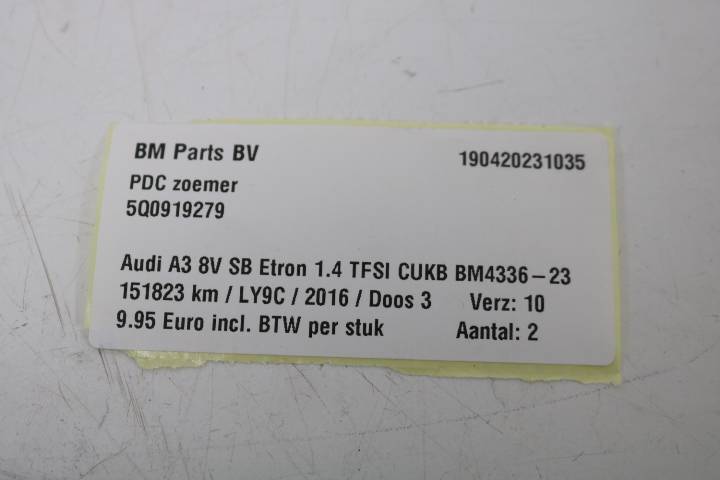 BM Parts BV 190420231035
PDC zoemer
5Q0919279
Audi A3 8V SB Etron 1.4 TFSI CUKB BM4336-23
151823 km / LY9C / 2016 / Doos 3 Verz: 10
9.95 Euro incl. BTW per stuk Aantal: 2